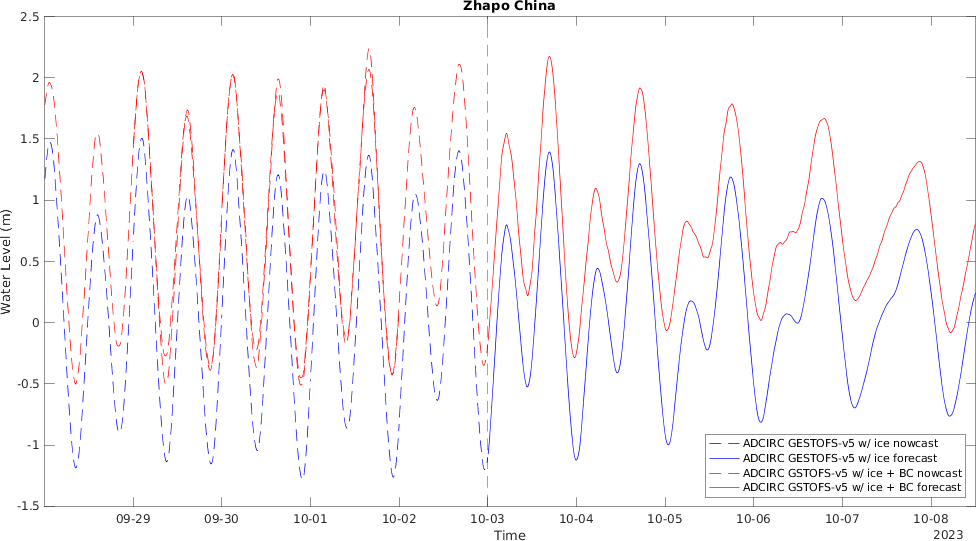 Zhapo China
Water Level (m)
2.5
2
1.5
1
0.5
0
-0.5
-1
-1.5
09-29
09-30
10-01
10-02
10-03
10-04
10-05
10-06
10-07
10-08
Time
2023
ADCIRC GESTOFS-v5 w/ ice nowcast
ADCIRC GESTOFS-v5 w/ ice forecast
ADCIRC GSTOFS-v5 w/ ice + BC nowcast
ADCIRC GSTOFS-v5 w/ ice + BC forecast